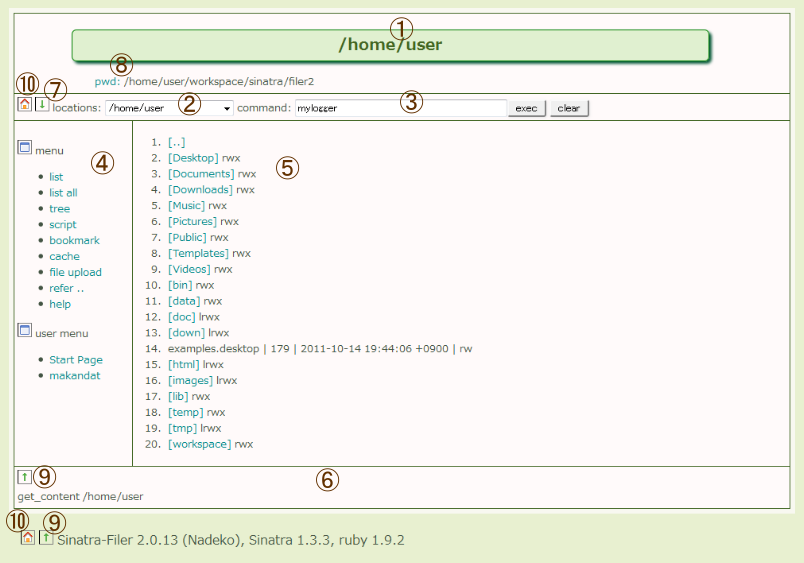 ①
/home/user
⑧
pwd: /home/user/workspace/sinatra/filer2
⑩ ⑦ ② ③
locations: /home/user command: mylogger exec clear
menu ④
list
list all
tree
script
bookmark
cache
file upload
refer ..
help
user menu
Start Page
makandat
⑤
1. [..]
2. [Desktop] rwx
3. [Documents] rwx
4. [Downloads] rwx
5. [Music] rwx
6. [Pictures] rwx
7. [Public] rwx
8. [Templates] rwx
9. [Videos] rwx
10. [bin] rwx
11. [data] rwx
12. [doc] lrwx
13. [down] lrwx
14. examples.desktop | 179 | 2011-10-14 19:44:06 +0900 | rw
15. [html] lrwx
16. [images] lrwx
17. [lib] rwx
18. [temp] rwx
19. [tmp] lrwx
20. [workspace] rwx
⑨ ⑥
get_content /home/user
⑩ ⑨
Sinatra-Filer 2.0.13 (Nadeko), Sinatra 1.3.3, ruby 1.9.2